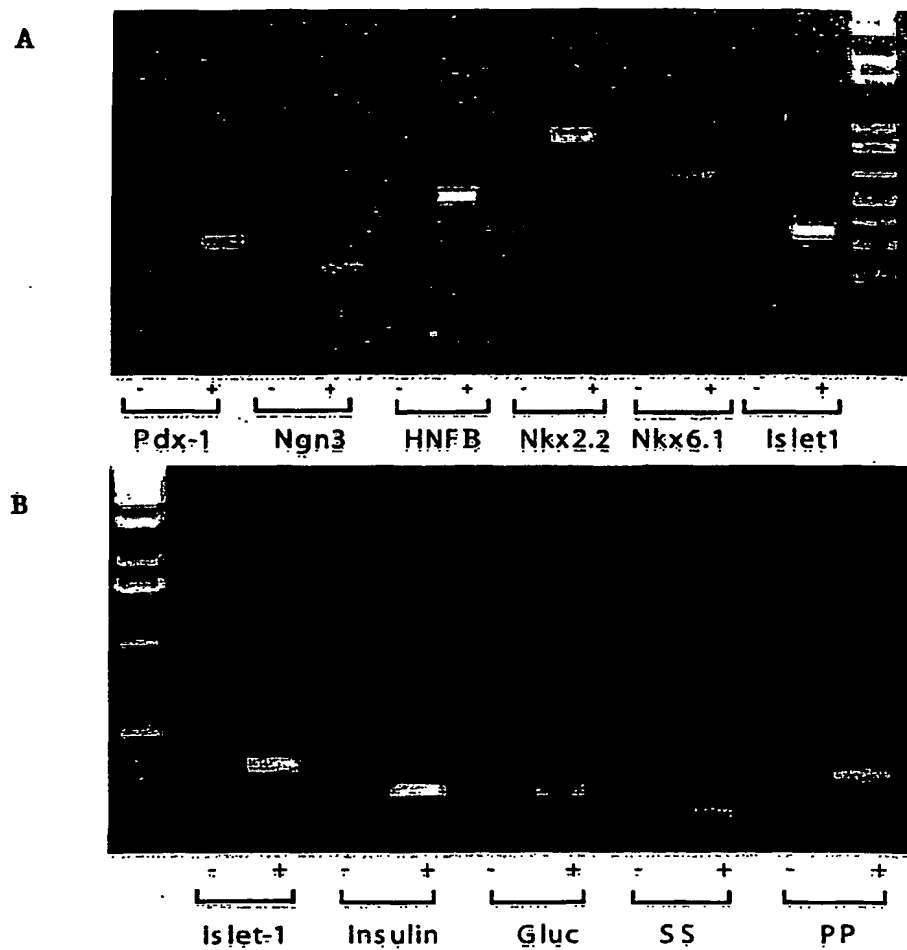 A
- + - + - + - + - + - +
Pdx-1 Ngn3 HNFB Nkx2.2 Nkx6.1 Islet1
B
- + - + - + - + - +
Islet-1 Insulin Gluc SS PP